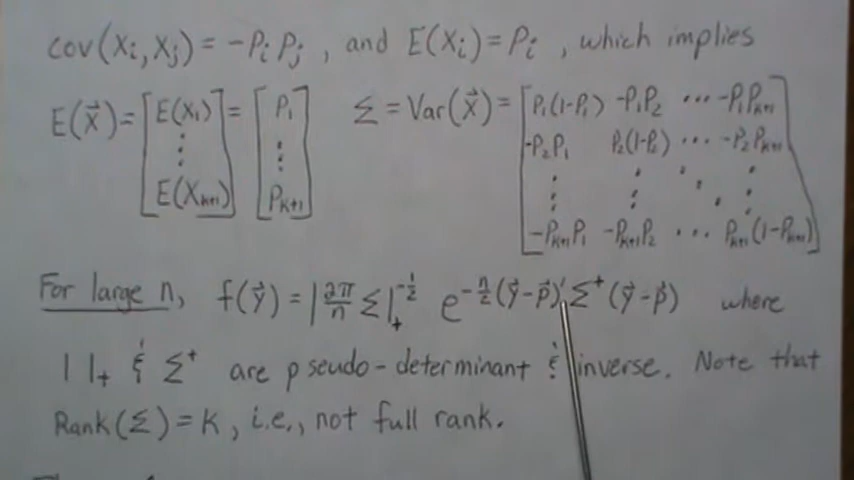 cov(Xi, Xj) = -Pi Pj , and E(Xi) = Pi , which implies
E(X⃗) = [E(X1) ⋮ E(Xk+1)] = [P1 ⋮ Pk+1] Σ = Var(X⃗) = [P1(1-P1) -P1P2 ⋯ -P1Pk+1
-P2P1 P2(1-P2) ⋯ -P2Pk+1
⋮ ⋮ ⋱ ⋮
-Pk+1P1 -Pk+1P2 ⋯ Pk+1(1-Pk+1)]
For large n, f(y⃗) = |2π/n Σ|₊^(-1/2) e^(-n/2 (y⃗-p⃗)' Σ⁺ (y⃗-p⃗)) where
| |₊ & Σ⁺ are pseudo-determinant & inverse. Note that
Rank(Σ) = k, i.e., not full rank.